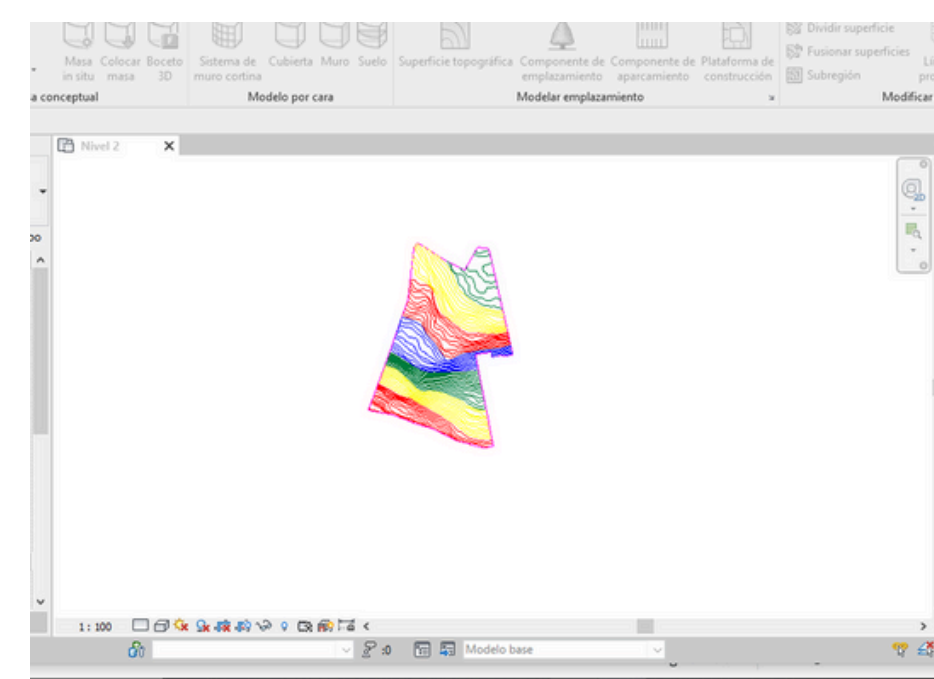 Dividir superficie
Fusionar superficies
Masa Colocar Boceto Sistema de Cubierta Muro Suelo Superficie topográfica Componente de Componente de Plataforma de
in situ masa 3D muro cortina emplazamiento aparcamiento construcción Subregión
a conceptual Modelo por cara Modelar emplazamiento Modificar
Nivel 2
2D
1 : 100
:0 Modelo base